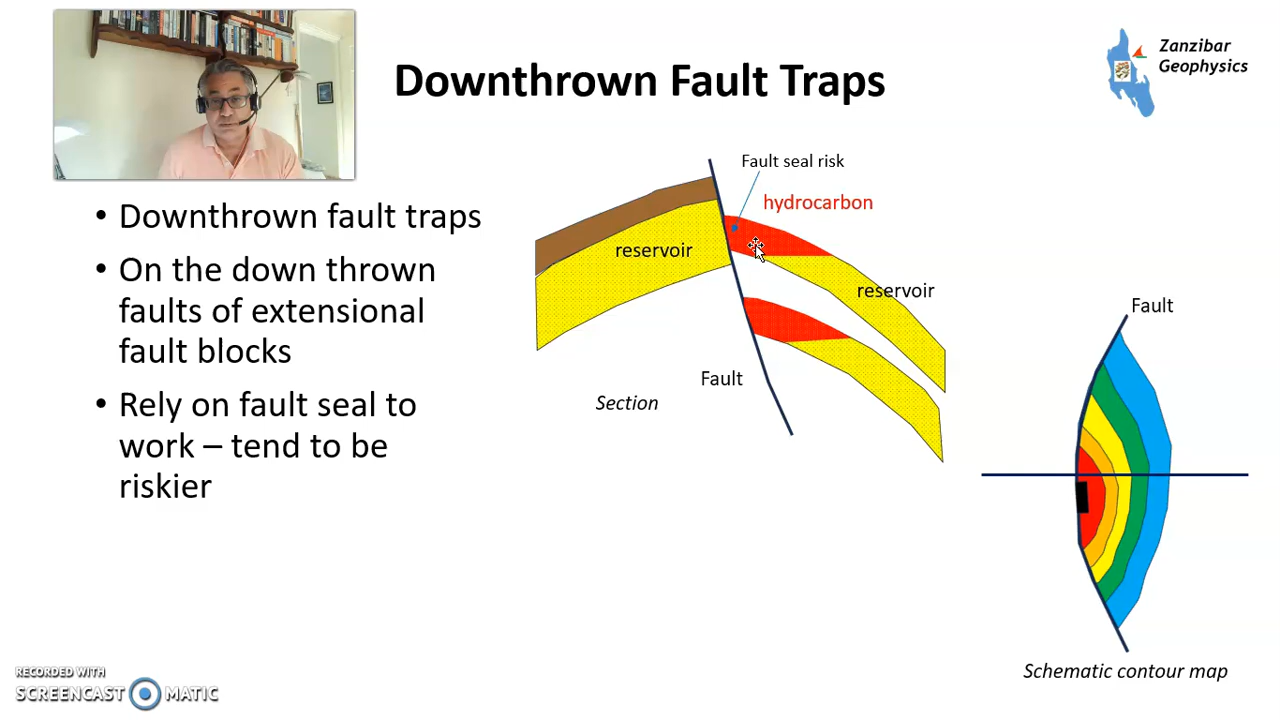 Downthrown Fault Traps
Zanzibar
Geophysics
• Downthrown fault traps
• On the down thrown
faults of extensional
fault blocks
• Rely on fault seal to
work – tend to be
riskier
Fault seal risk
hydrocarbon
reservoir
reservoir
Fault
Section
Fault
Schematic contour map
RECORDED WITH
SCREENCAST MATIC